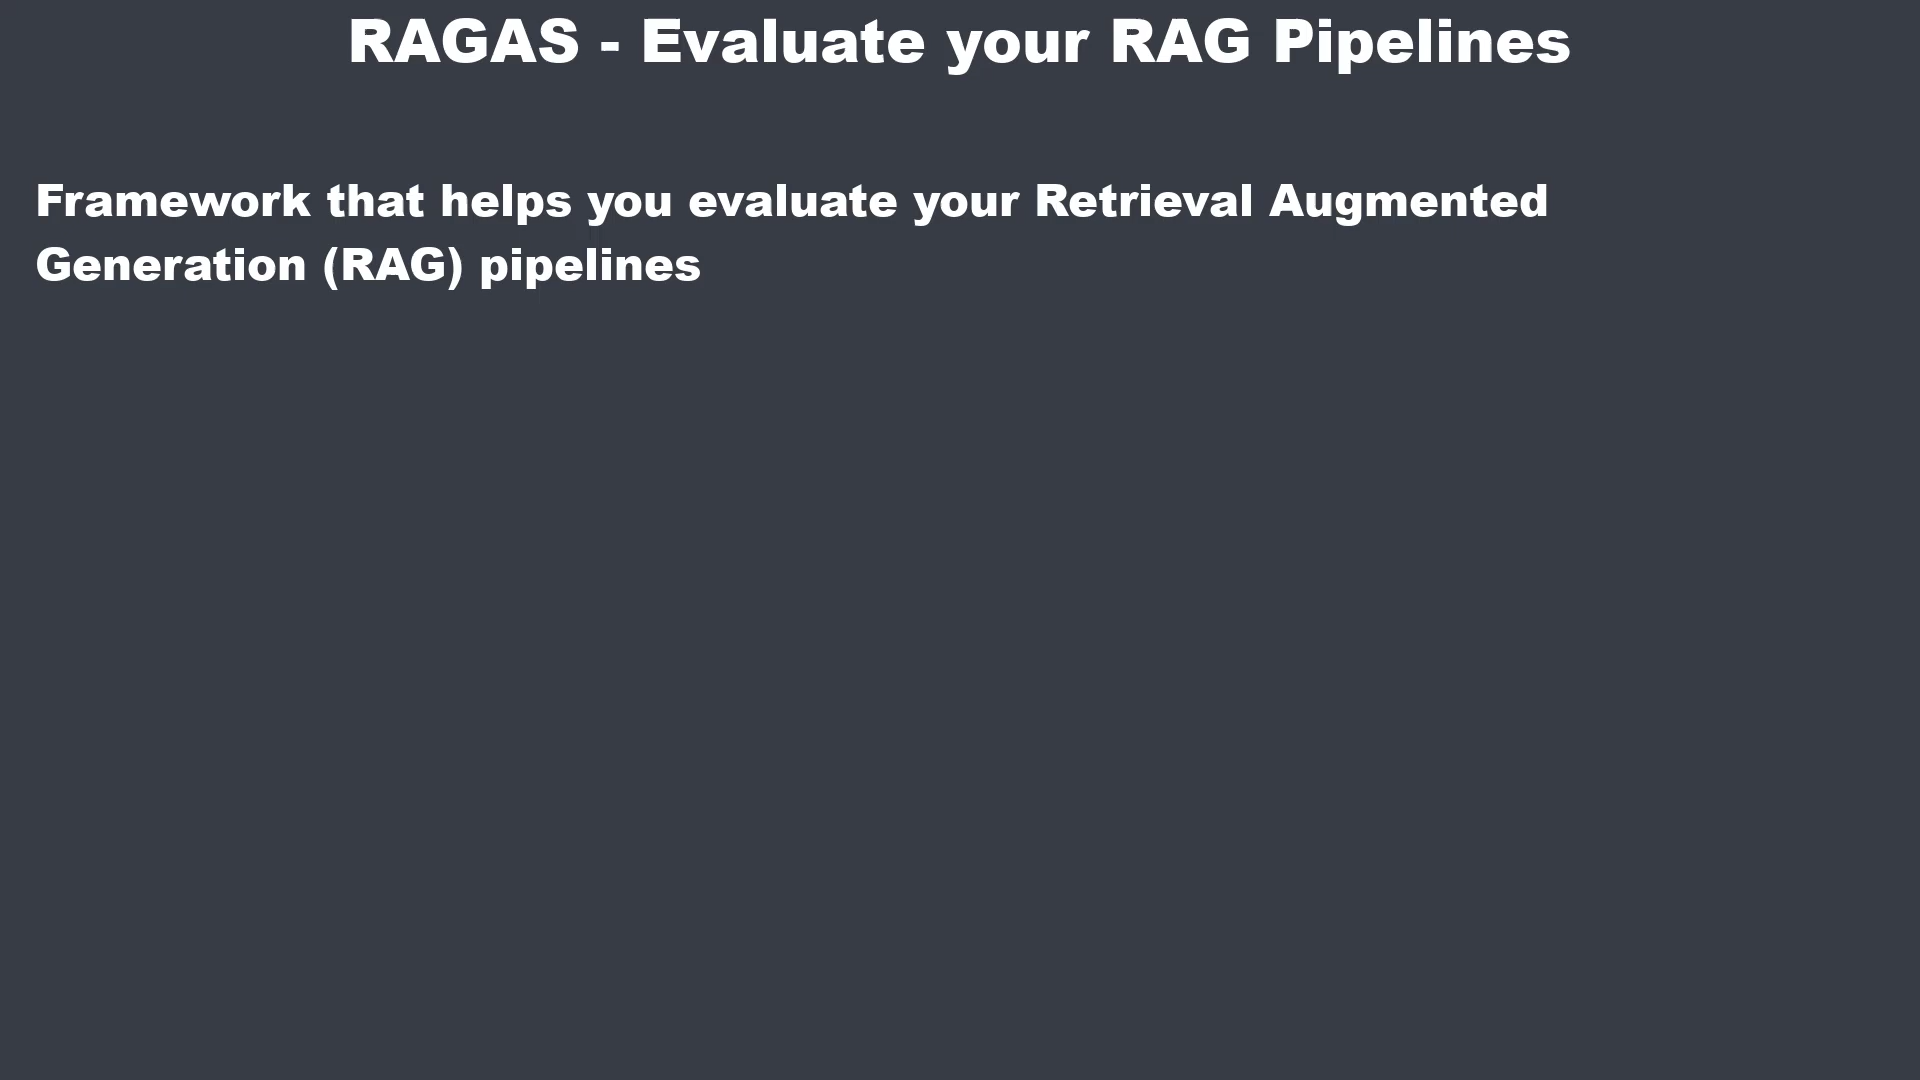 RAGAS - Evaluate your RAG Pipelines
Framework that helps you evaluate your Retrieval Augmented
Generation (RAG) pipelines